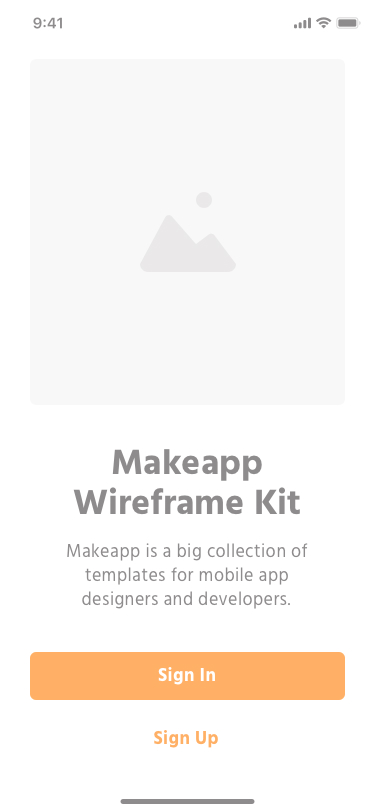 9:41
Makeapp
Wireframe Kit
Makeapp is a big collection of
templates for mobile app
designers and developers.
Sign In
Sign Up